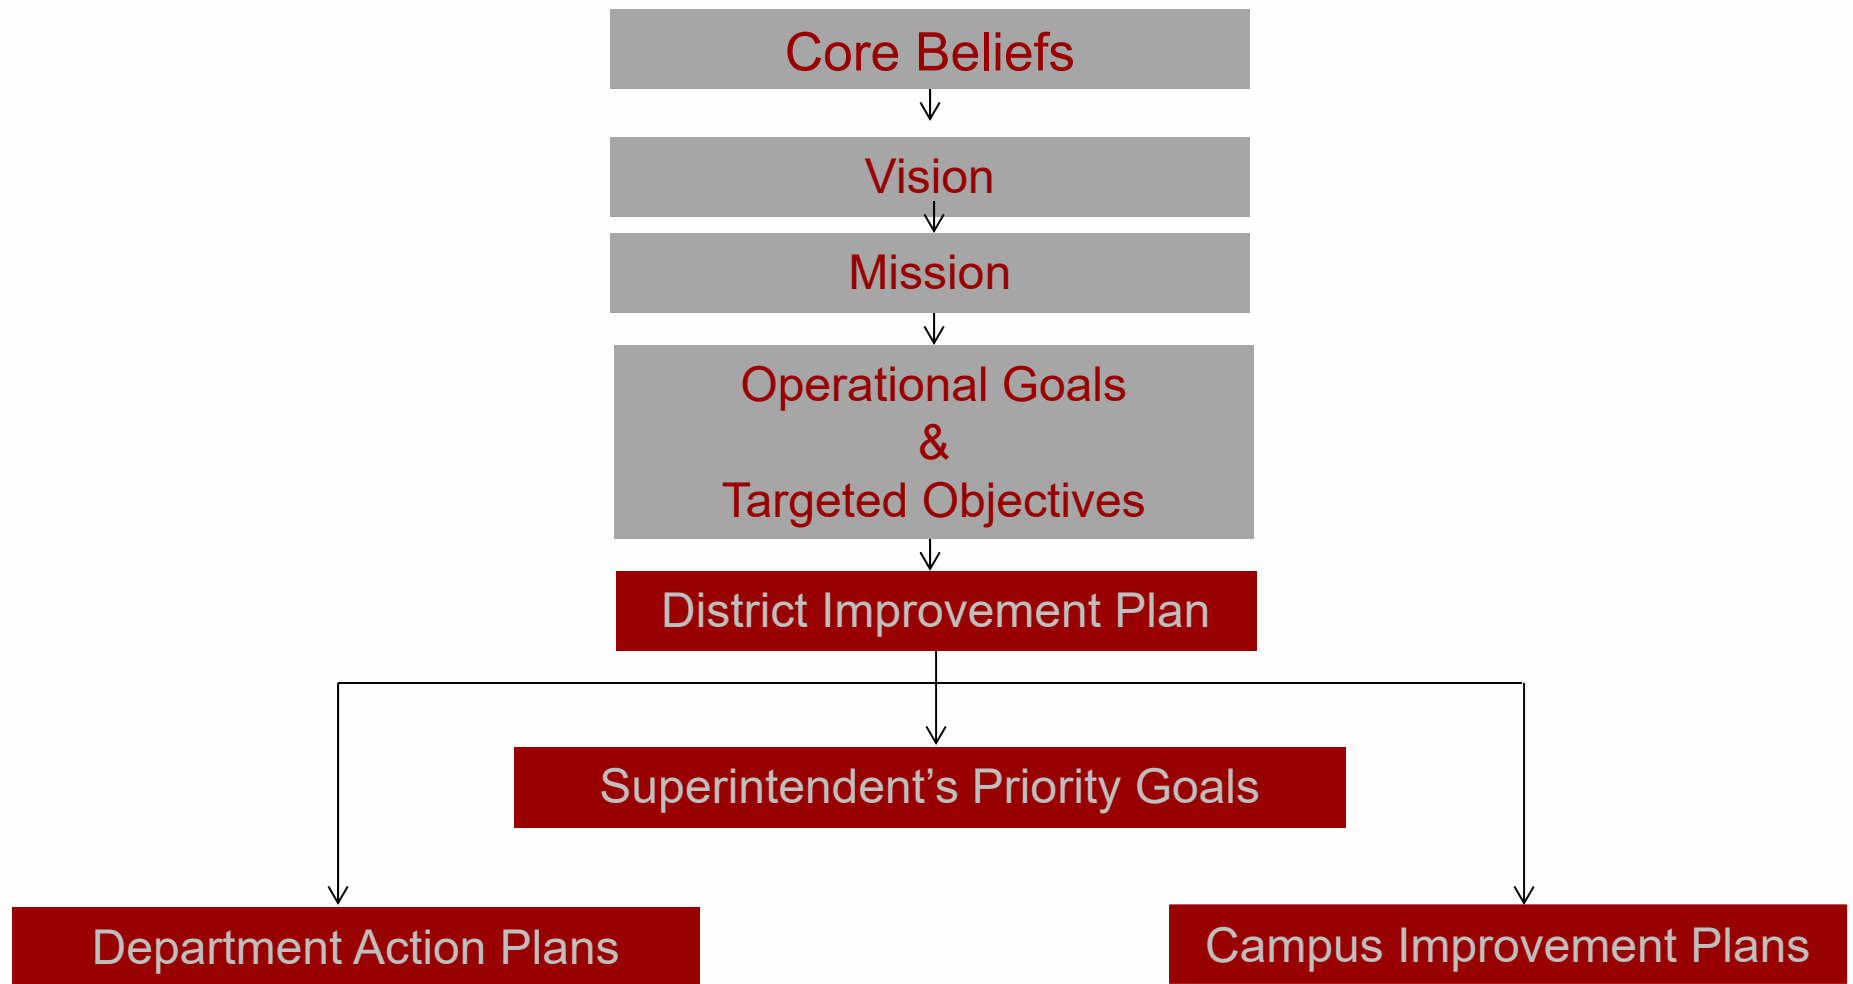 Core Beliefs
Vision
Mission
Operational Goals
&
Targeted Objectives
District Improvement Plan
Superintendent’s Priority Goals
Department Action Plans
Campus Improvement Plans